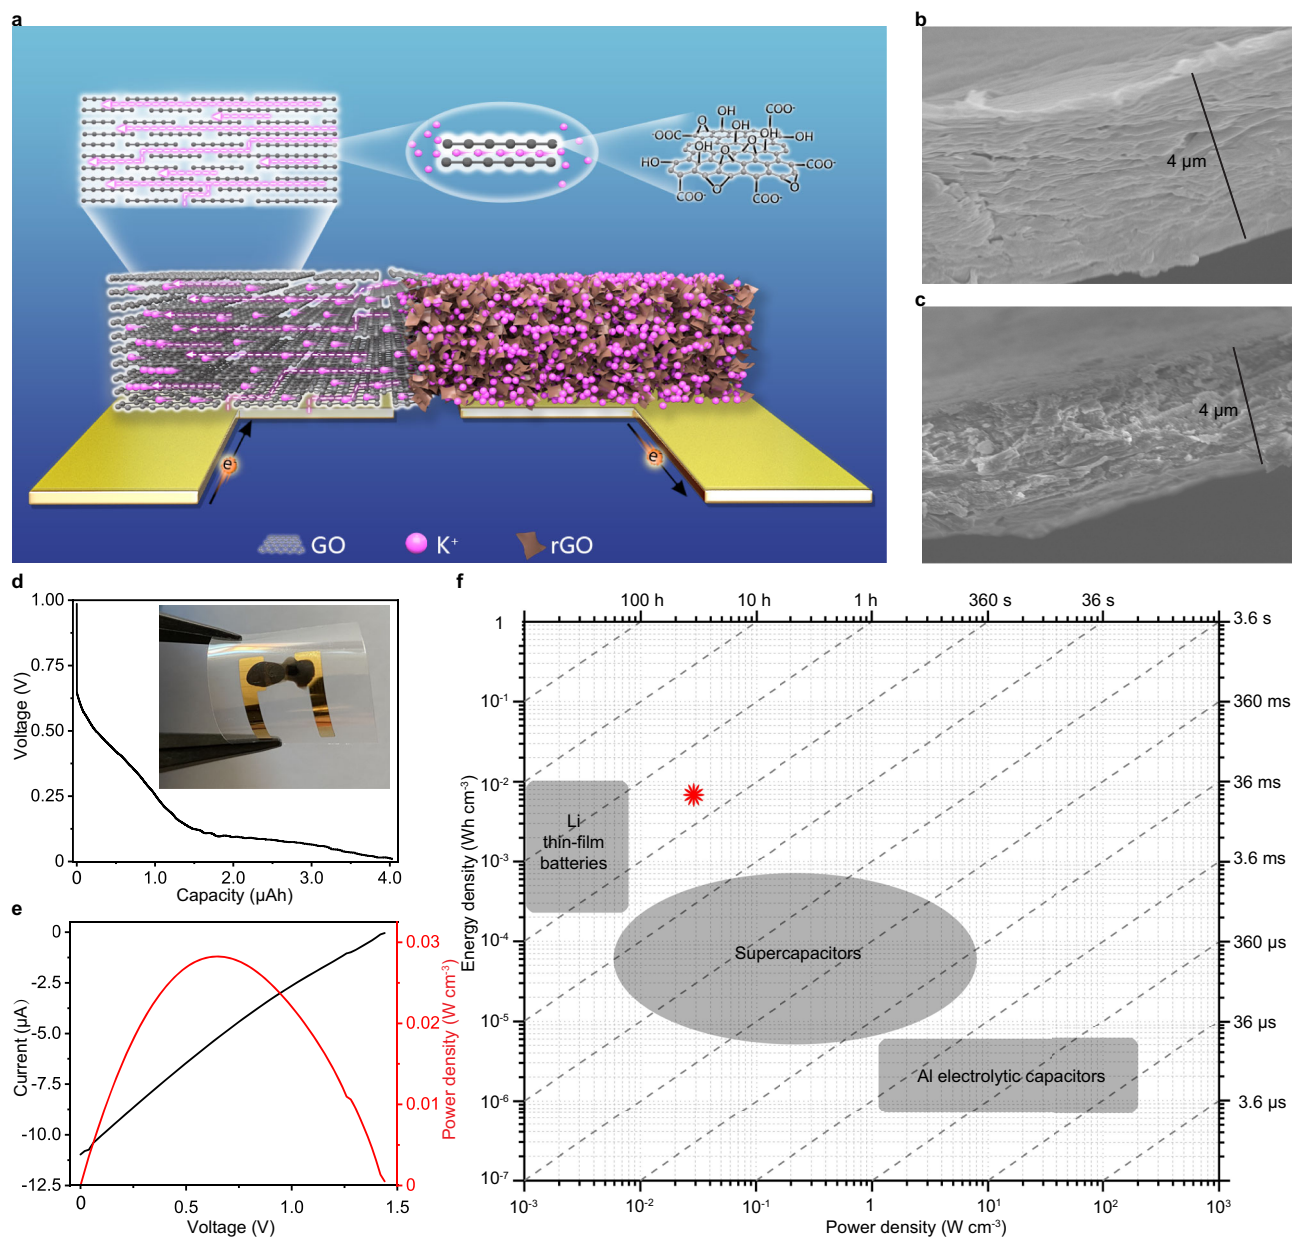 a
OH
COO-
-OOC
O
OH
OH
O
O
OH
HO
COO-
O
O
COO-
COO-
e-
e-
GO
K+
rGO
b
4 µm
c
4 µm
d
1.00
0.75
0.50
0.25
0
Voltage (V)
0
1.0
2.0
3.0
4.0
Capacity (µAh)
e
0
-2.5
-5.0
-7.5
-10.0
-12.5
Current (µA)
0
0.5
1.0
1.5
Voltage (V)
0.03
0.02
0.01
0
Power density (W cm-3)
f
100 h
10 h
1 h
360 s
36 s
3.6 s
360 ms
36 ms
3.6 ms
360 µs
36 µs
3.6 µs
1
10-1
10-2
10-3
10-4
10-5
10-6
10-7
Energy density (Wh cm-3)
Li
thin-film
batteries
Supercapacitors
Al electrolytic capacitors
10-3
10-2
10-1
1
101
102
103
Power density (W cm-3)